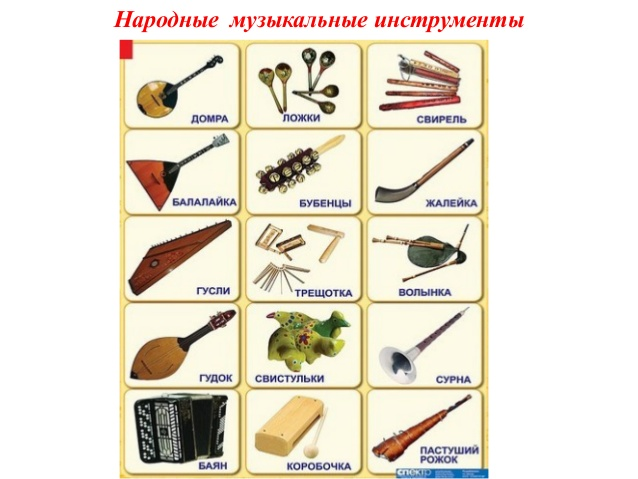 Народные музыкальные инструменты
ДОМРА
ЛОЖКИ
СВИРЕЛЬ
БАЛАЛАЙКА
БУБЕНЦЫ
ЖАЛЕЙКА
ГУСЛИ
ТРЕЩОТКА
ВОЛЫНКА
ГУДОК
СВИСТУЛЬКИ
СУРНА
БАЯН
КОРОБОЧКА
ПАСТУШИЙ
РОЖОК
СПЕКТР